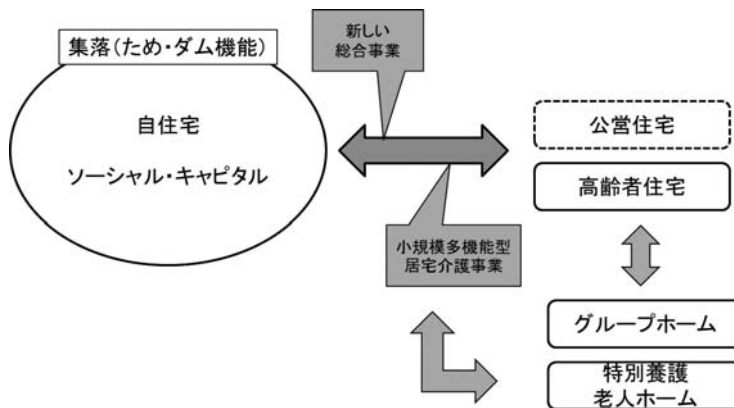 集落(ため・ダム機能)
自住宅
ソーシャル・キャピタル
新しい
総合事業
小規模多機能型
居宅介護事業
公営住宅
高齢者住宅
グループホーム
特別養護
老人ホーム